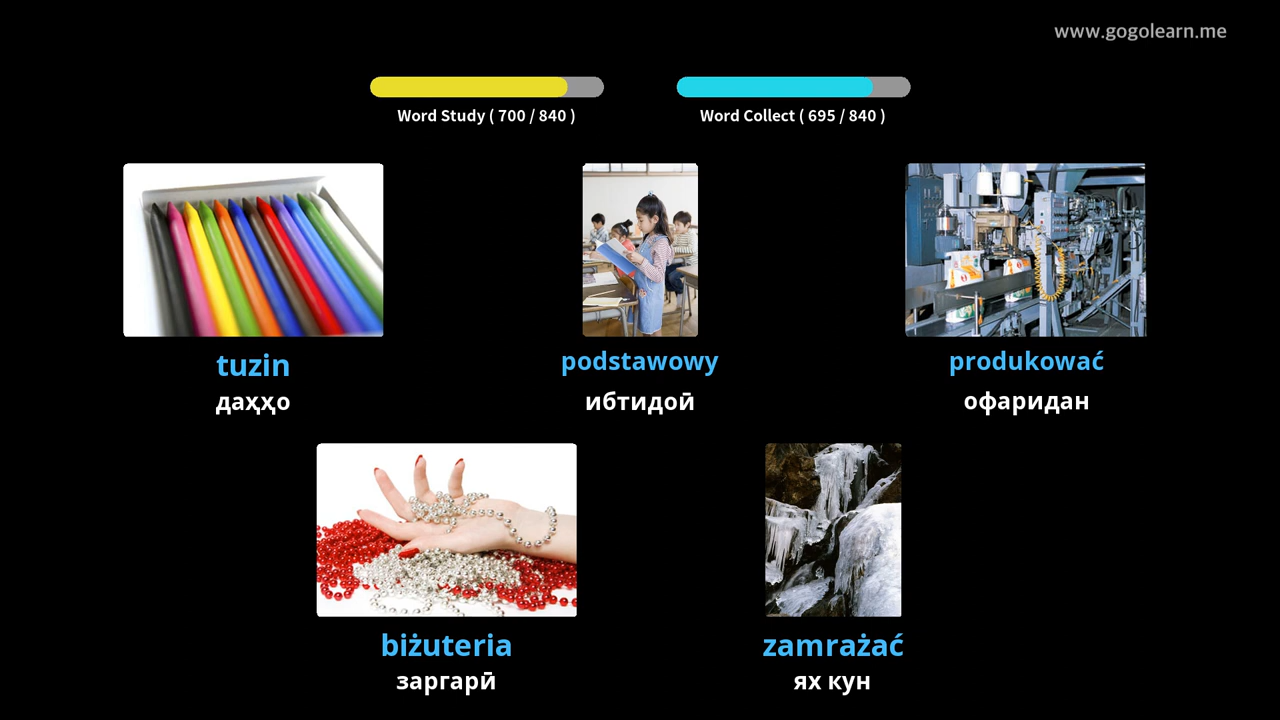 www.gogolearn.me
Word Study ( 700 / 840 )
Word Collect ( 695 / 840 )
tuzin
даҳҳо
podstawowy
ибтидоӣ
produkować
офаридан
biżuteria
заргарӣ
zamrażać
ях кун